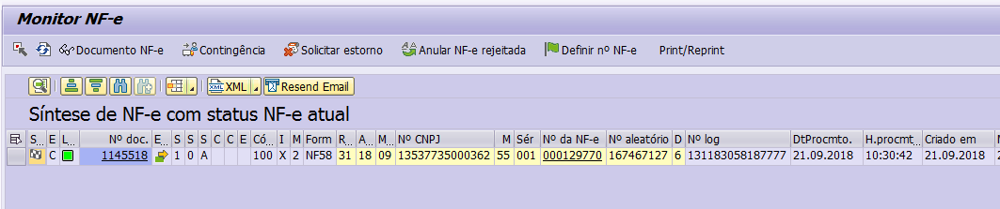 Monitor NF-e
Documento NF-e Contingência Solicitar estorno Anular NF-e rejeitada Definir nº NF-e Print/Reprint
XML XML Resend Email
Síntese de NF-e com status NF-e atual
S... E L... Nº doc. E... S S S C C E Có... I M Form R... A... M... Nº CNPJ M Sér Nº da NF-e Nº aleatório D Nº log DtProcmto. H.procmt... Criado em
C 1145518 1 0 A 100 X 2 NF58 31 18 09 13537735000362 55 001 000129770 167467127 6 131183058187777 21.09.2018 10:30:42 21.09.2018